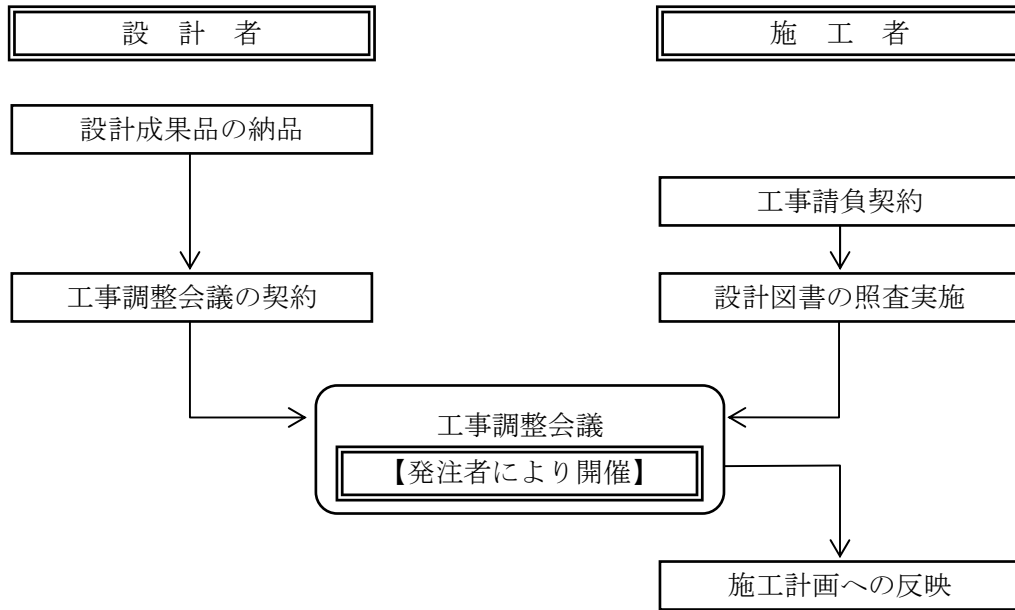 設　計　者
施　工　者
設計成果品の納品
工事請負契約
工事調整会議の契約
設計図書の照査実施
工事調整会議
【発注者により開催】
施工計画への反映